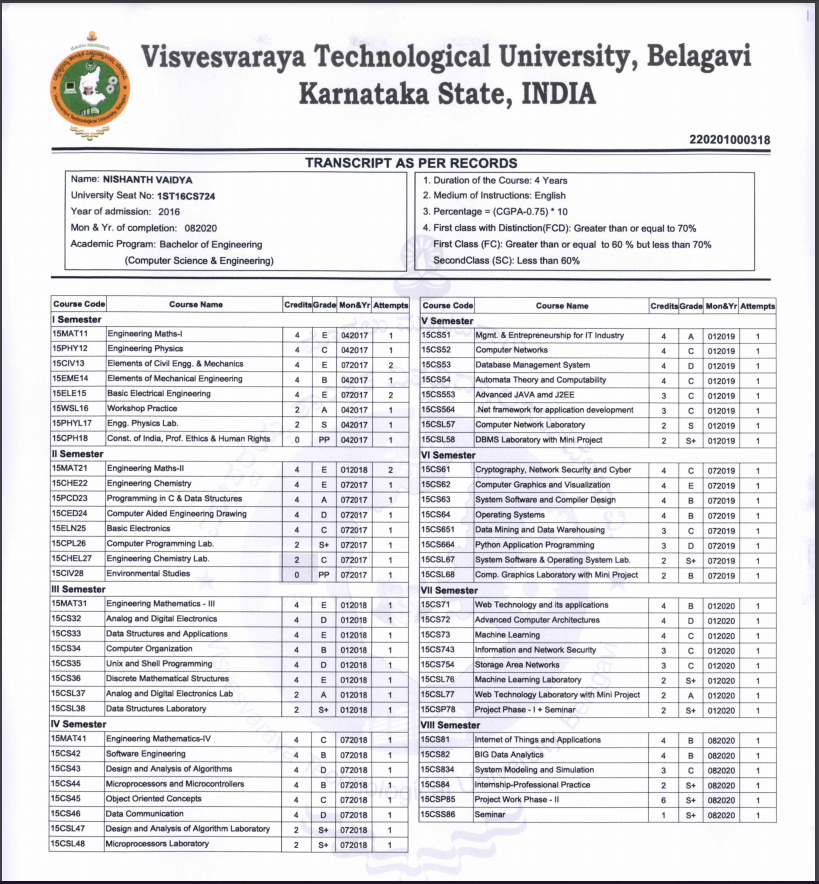 Visvesvaraya Technological University, Belagavi
Karnataka State, INDIA
220201000318
TRANSCRIPT AS PER RECORDS
Name: NISHANTH VAIDYA
University Seat No: 1ST16CS724
Year of admission: 2016
Mon & Yr. of completion: 082020
Academic Program: Bachelor of Engineering
(Computer Science & Engineering)
1. Duration of the Course: 4 Years
2. Medium of Instructions: English
3. Percentage = (CGPA-0.75) * 10
4. First class with Distinction(FCD): Greater than or equal to 70%
First Class (FC): Greater than or equal to 60 % but less than 70%
SecondClass (SC): Less than 60%
Course Code Course Name Credits Grade Mon&Yr Attempts
I Semester
15MAT11 Engineering Maths-I 4 E 042017 1
15PHY12 Engineering Physics 4 C 042017 1
15CIV13 Elements of Civil Engg. & Mechanics 4 E 072017 2
15EME14 Elements of Mechanical Engineering 4 B 042017 1
15ELE15 Basic Electrical Engineering 4 E 072017 2
15WSL16 Workshop Practice 2 A 042017 1
15PHYL17 Engg. Physics Lab. 2 S 042017 1
15CPH18 Const. of India, Prof. Ethics & Human Rights 0 PP 042017 1
II Semester
15MAT21 Engineering Maths-II 4 E 012018 2
15CHE22 Engineering Chemistry 4 E 072017 1
15PCD23 Programming in C & Data Structures 4 A 072017 1
15CED24 Computer Aided Engineering Drawing 4 D 072017 1
15ELN25 Basic Electronics 4 C 072017 1
15CPL26 Computer Programming Lab. 2 S+ 072017 1
15CHEL27 Engineering Chemistry Lab. 2 C 072017 1
15CIV28 Environmental Studies 0 PP 072017 1
III Semester
15MAT31 Engineering Mathematics - III 4 E 012018 1
15CS32 Analog and Digital Electronics 4 D 012018 1
15CS33 Data Structures and Applications 4 E 012018 1
15CS34 Computer Organization 4 B 012018 1
15CS35 Unix and Shell Programming 4 D 012018 1
15CS36 Discrete Mathematical Structures 4 E 012018 1
15CSL37 Analog and Digital Electronics Lab 2 A 012018 1
15CSL38 Data Structures Laboratory 2 S+ 012018 1
IV Semester
15MAT41 Engineering Mathematics-IV 4 C 072018 1
15CS42 Software Engineering 4 B 072018 1
15CS43 Design and Analysis of Algorithms 4 D 072018 1
15CS44 Microprocessors and Microcontrollers 4 B 072018 1
15CS45 Object Oriented Concepts 4 C 072018 1
15CS46 Data Communication 4 D 072018 1
15CSL47 Design and Analysis of Algorithm Laboratory 2 S+ 072018 1
15CSL48 Microprocessors Laboratory 2 S+ 072018 1
Course Code Course Name Credits Grade Mon&Yr Attempts
V Semester
15CS51 Mgmt. & Entrepreneurship for IT Industry 4 A 012019 1
15CS52 Computer Networks 4 C 012019 1
15CS53 Database Management System 4 D 012019 1
15CS54 Automata Theory and Computability 4 C 012019 1
15CS553 Advanced JAVA amd J2EE 3 C 012019 1
15CS564 .Net framework for application development 3 C 012019 1
15CSL57 Computer Network Laboratory 2 S 012019 1
15CSL58 DBMS Laboratory with Mini Project 2 S+ 012019 1
VI Semester
15CS61 Cryptography, Network Security and Cyber 4 C 072019 1
15CS62 Computer Graphics and Visualization 4 E 072019 1
15CS63 System Software and Compiler Design 4 B 072019 1
15CS64 Operating Systems 4 B 072019 1
15CS651 Data Mining and Data Warehousing 3 C 072019 1
15CS664 Python Application Programming 3 D 072019 1
15CSL67 System Software & Operating System Lab. 2 S+ 072019 1
15CSL68 Comp. Graphics Laboratory with Mini Project 2 B 072019 1
VII Semester
15CS71 Web Technology and its applications 4 B 012020 1
15CS72 Advanced Computer Architectures 4 D 012020 1
15CS73 Machine Learning 4 C 012020 1
15CS743 Information and Network Security 3 C 012020 1
15CS754 Storage Area Networks 3 C 012020 1
15CSL76 Machine Learning Laboratory 2 S+ 012020 1
15CSL77 Web Technology Laboratory with Mini Project 2 A 012020 1
15CSP78 Project Phase - I + Seminar 2 S+ 012020 1
VIII Semester
15CS81 Internet of Things and Applications 4 B 082020 1
15CS82 BIG Data Analytics 4 B 082020 1
15CS834 System Modeling and Simulation 3 C 082020 1
15CS84 Internship-Professional Practice 2 S+ 082020 1
15CSP85 Project Work Phase - II 6 S+ 082020 1
15CSS86 Seminar 1 S+ 082020 1